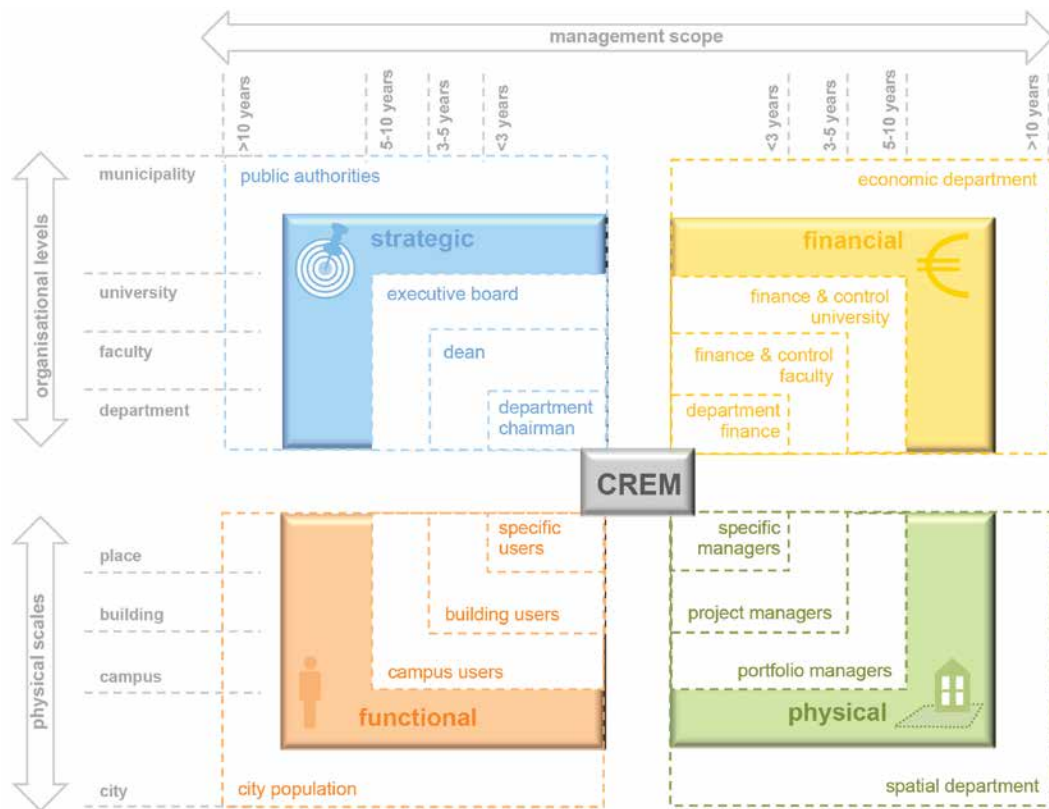 management scope
>10 years
5-10 years
3-5 years
<3 years
<3 years
3-5 years
5-10 years
>10 years
organisational levels
municipality
university
faculty
department
public authorities
strategic
executive board
dean
department
chairman
economic department
financial
finance & control
university
finance & control
faculty
department
finance
CREM
physical scales
place
building
campus
city
specific
users
building users
campus users
functional
city population
specific
managers
project managers
portfolio managers
physical
spatial department